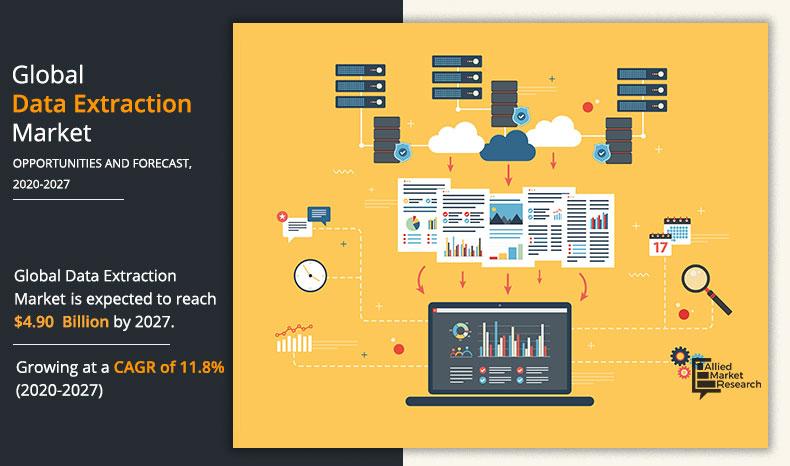 Global
Data Extraction
Market
OPPORTUNITIES AND FORECAST,
2020-2027
Global Data Extraction
Market is expected to reach
$4.90 Billion by 2027.
Growing at a CAGR of 11.8%
(2020-2027)
17
Allied
Market
Research